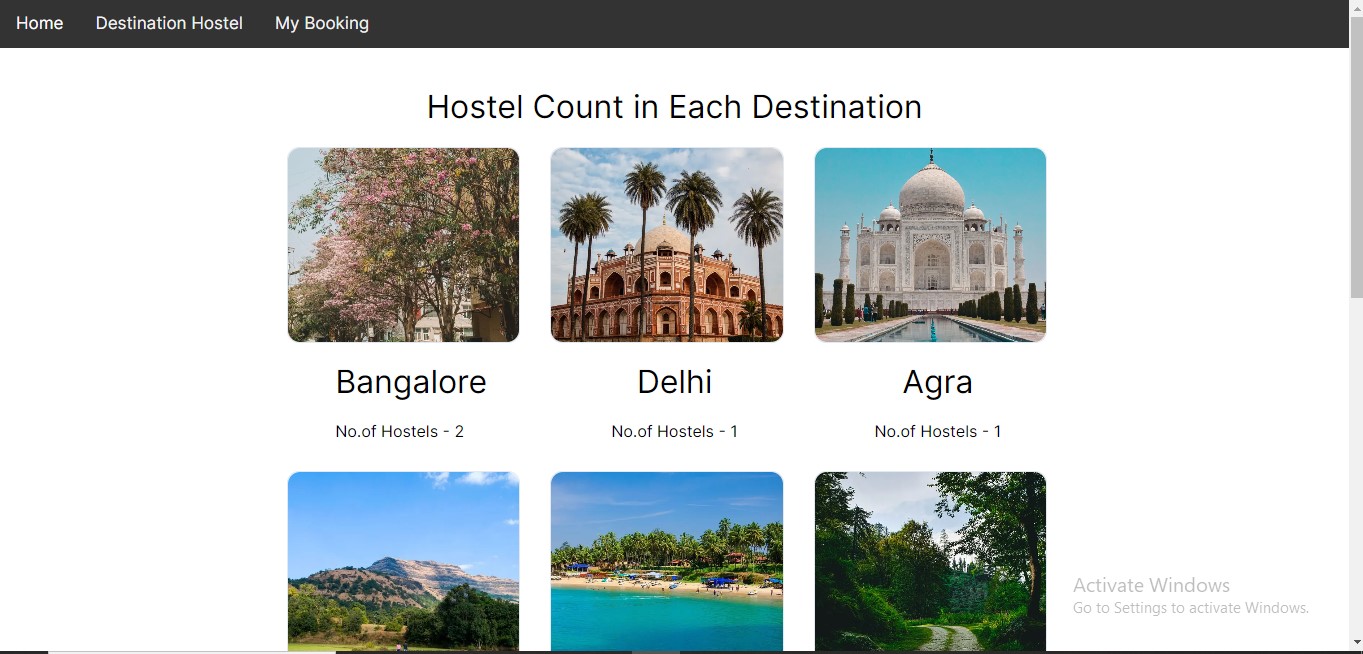 Home Destination Hostel My Booking
Hostel Count in Each Destination
Bangalore Delhi Agra
No.of Hostels - 2 No.of Hostels - 1 No.of Hostels - 1
Activate Windows
Go to Settings to activate Windows.